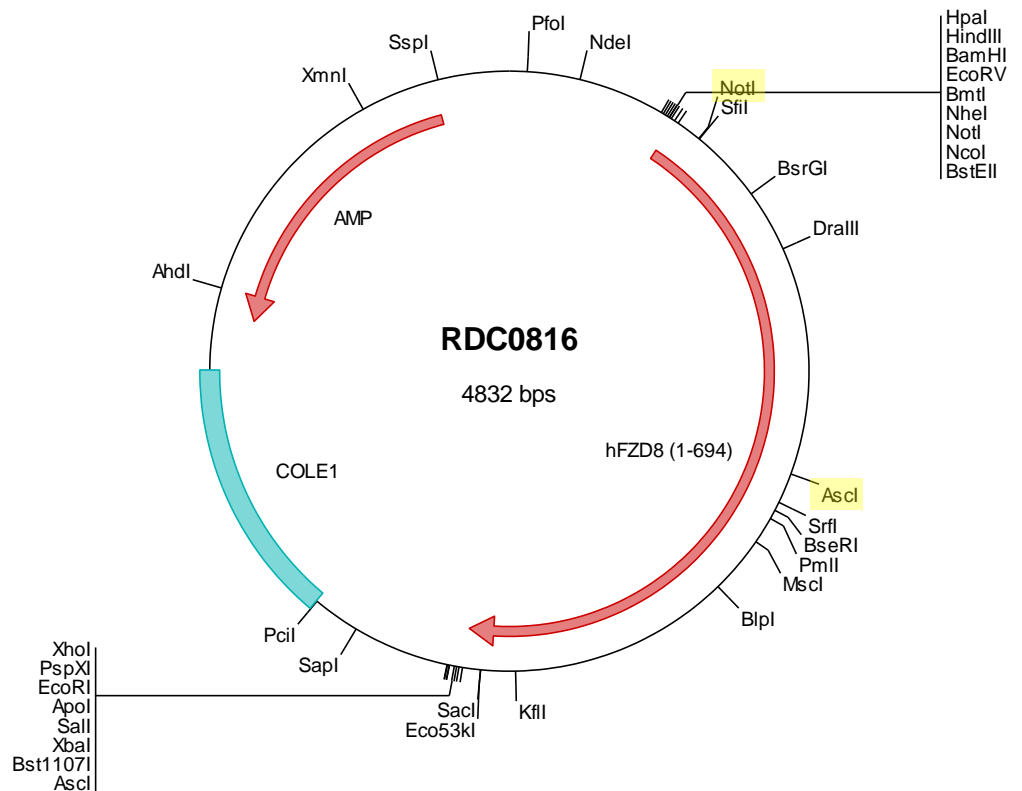 PfoI
SspI
NdeI
XmnI
NotI
SfiI
HpaI
HindIII
BamHI
EcoRV
BmtI
NheI
NotI
NcoI
BstEII
BsrGI
AMP
DraIII
AhdI
RDC0816
4832 bps
hFZD8 (1-694)
COLE1
AscI
SrfI
BseRI
PmlI
MscI
BlpI
PciI
SapI
XhoI
PspXI
EcoRI
ApoI
SalI
XbaI
Bst1107I
AscI
SacI
Eco53kI
KflI